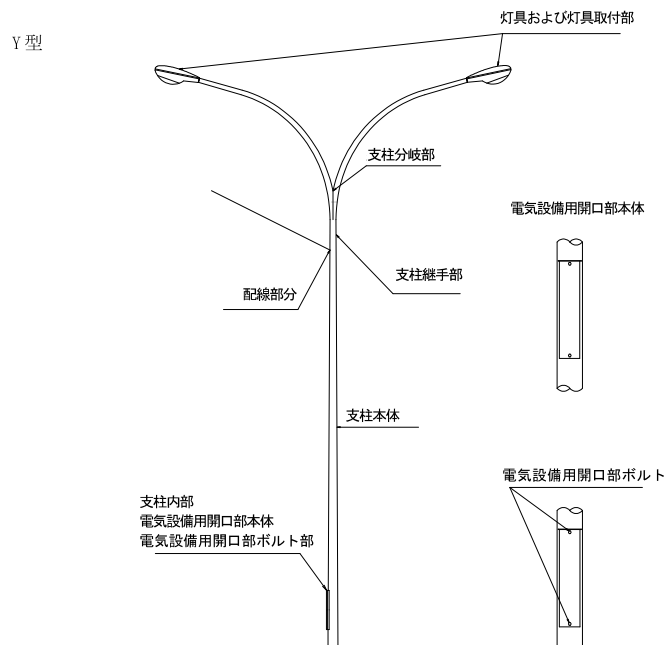 灯具および灯具取付部
Y型
支柱分岐部
電気設備用開口部本体
支柱継手部
配線部分
支柱本体
電気設備用開口部ボルト
支柱内部
電気設備用開口部本体
電気設備用開口部ボルト部